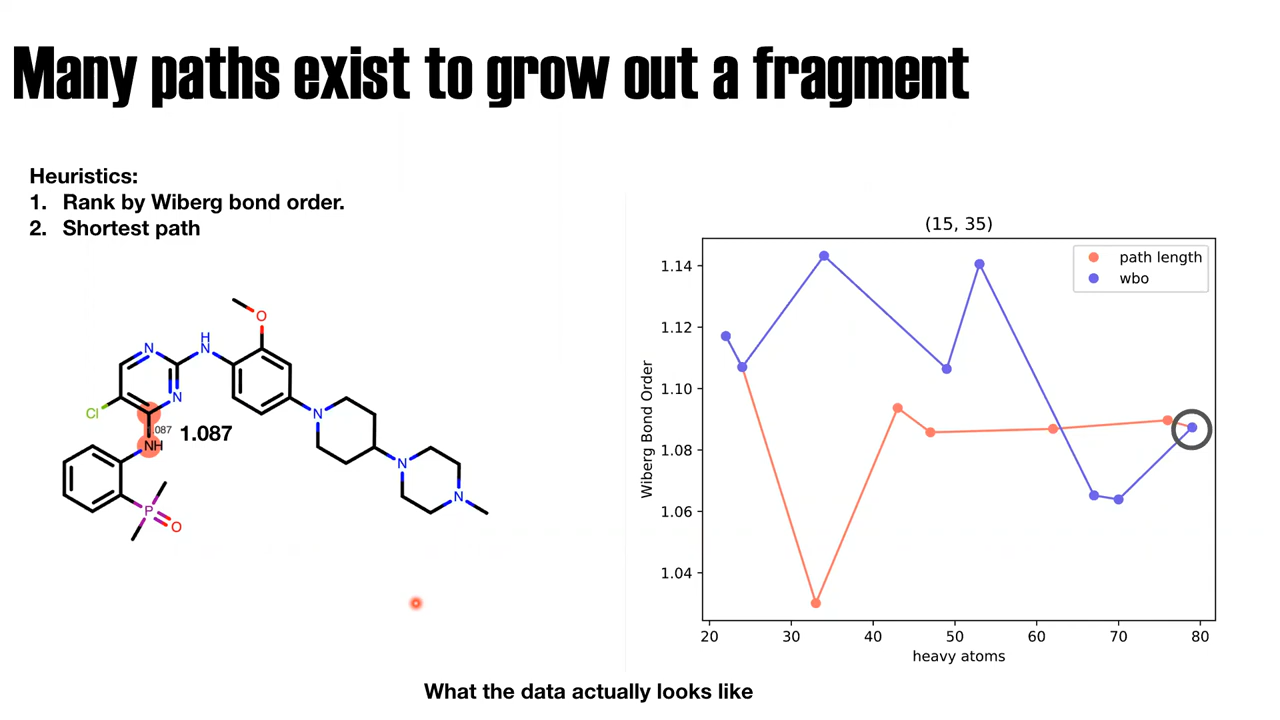 Many paths exist to grow out a fragment
Heuristics:
1. Rank by Wiberg bond order.
2. Shortest path
O
H
N
N
N
Cl
.087
1.087
NH
N
N
N
P
O
(15, 35)
path length
wbo
1.14
1.12
1.10
1.08
1.06
1.04
Wiberg Bond Order
20 30 40 50 60 70 80
heavy atoms
What the data actually looks like